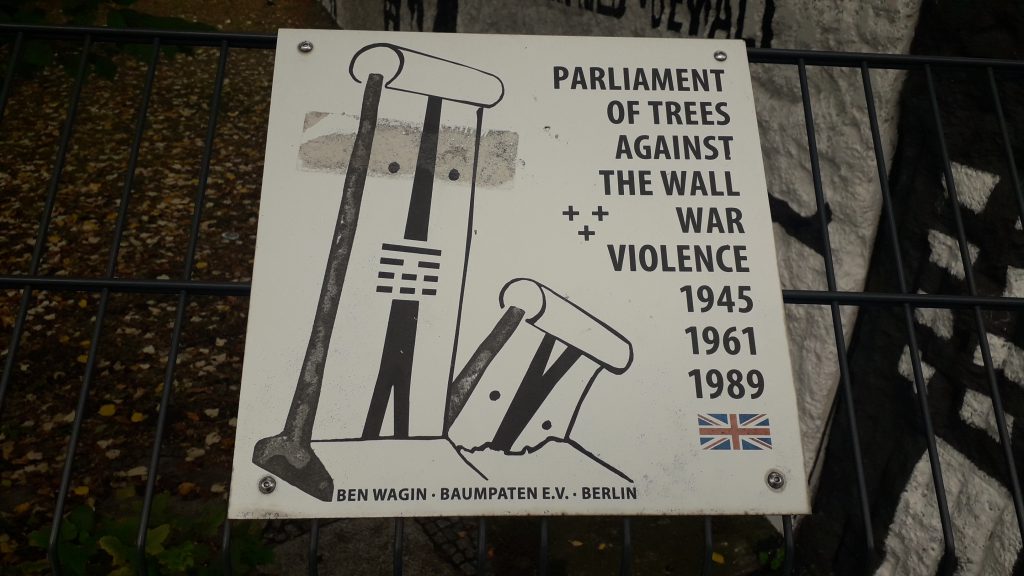 PARLIAMENT
OF TREES
AGAINST
THE WALL
WAR
VIOLENCE
1945
1961
1989
BEN WAGIN · BAUMPATEN E.V. · BERLIN